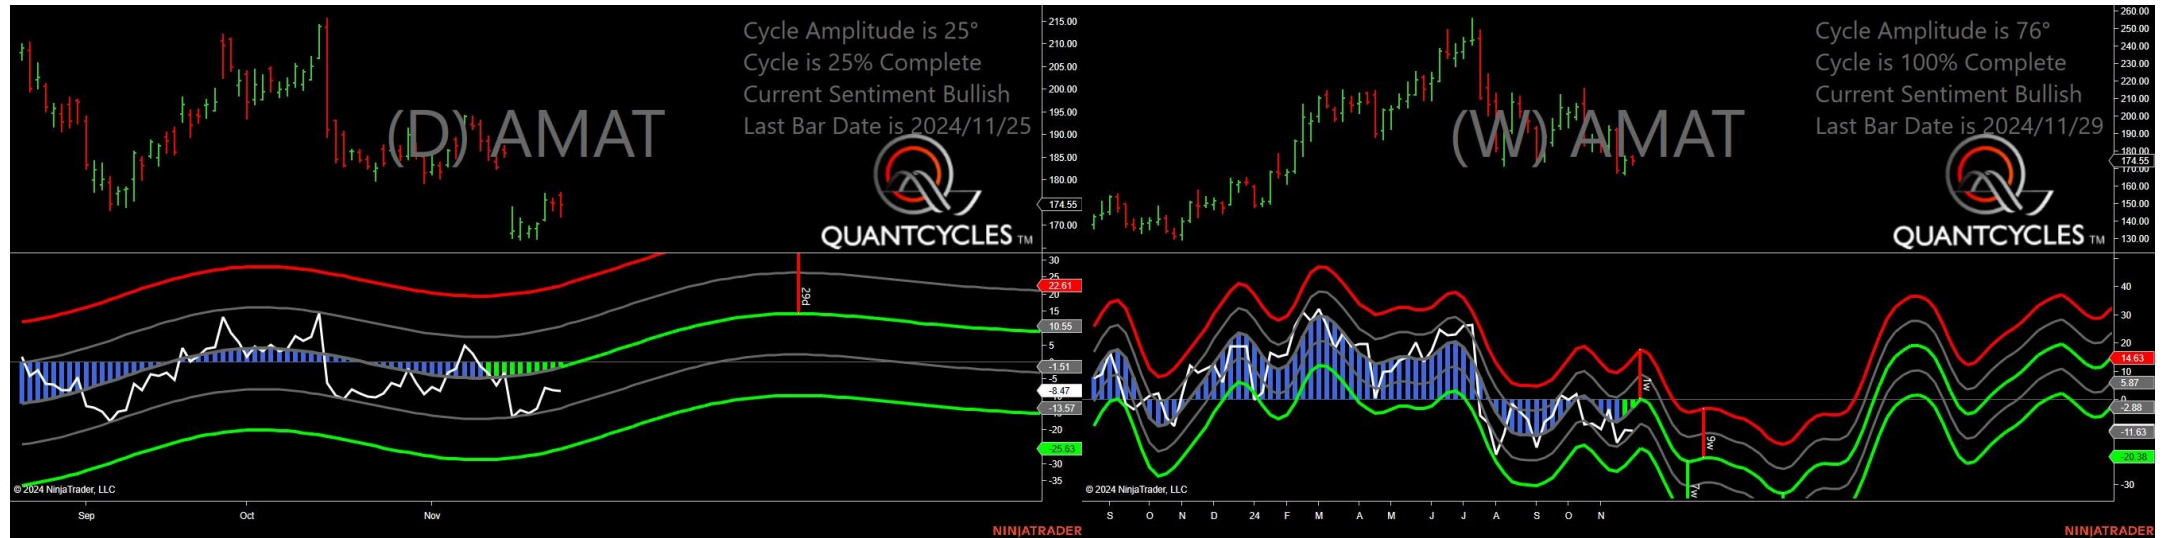 Cycle Amplitude is 25°
Cycle is 25% Complete
Current Sentiment Bullish
Last Bar Date is 2024/11/25
(D) AMAT
QUANTCYCLES TM
215.00
210.00
205.00
200.00
195.00
190.00
185.00
180.00
174.55
170.00
29d
30
25
22.61
20
15
10.55
5
-1.51
-5
-8.47
-13.57
-20
-25.63
-30
-35
© 2024 NinjaTrader, LLC
Sep Oct Nov
NINJATRADER
Cycle Amplitude is 76°
Cycle is 100% Complete
Current Sentiment Bullish
Last Bar Date is 2024/11/29
(W) AMAT
QUANTCYCLES TM
260.00
250.00
240.00
230.00
220.00
210.00
200.00
190.00
180.00
174.55
170.00
160.00
150.00
140.00
130.00
1w
9w
7w
40
30
20
14.63
10
5.87
0
-2.88
-11.63
-20.38
-30
© 2024 NinjaTrader, LLC
S O N D 24 F M A M J J A S O N
NINJATRADER